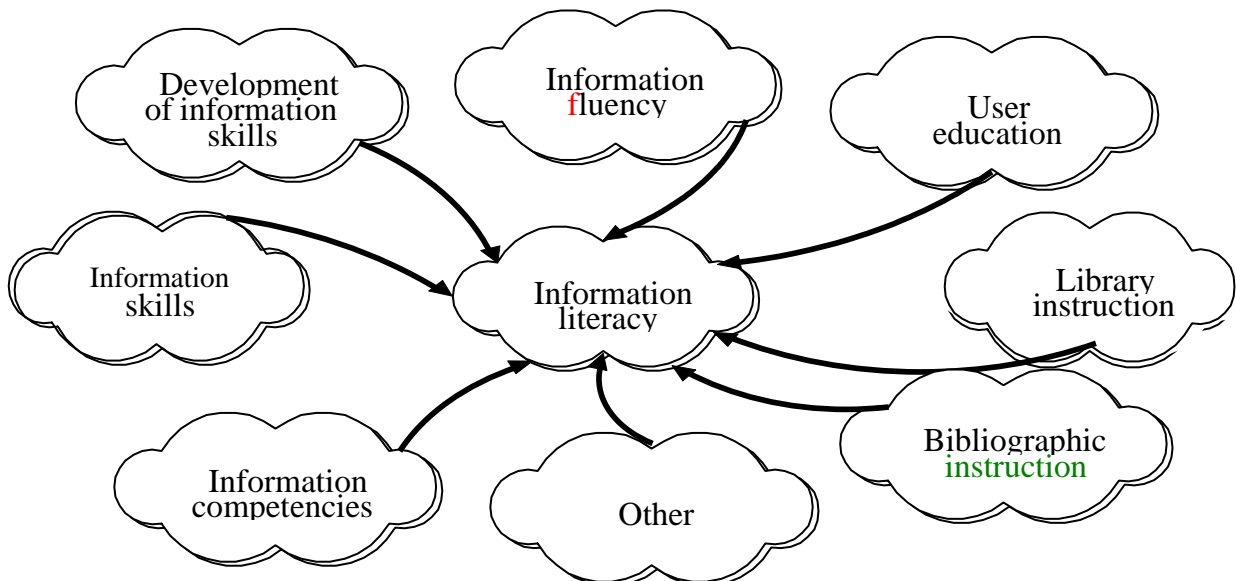 Development
of information
skills
Information
fluency
User
education
Information
skills
Information
literacy
Library
instruction
Information
competencies
Other
Bibliographic
instruction